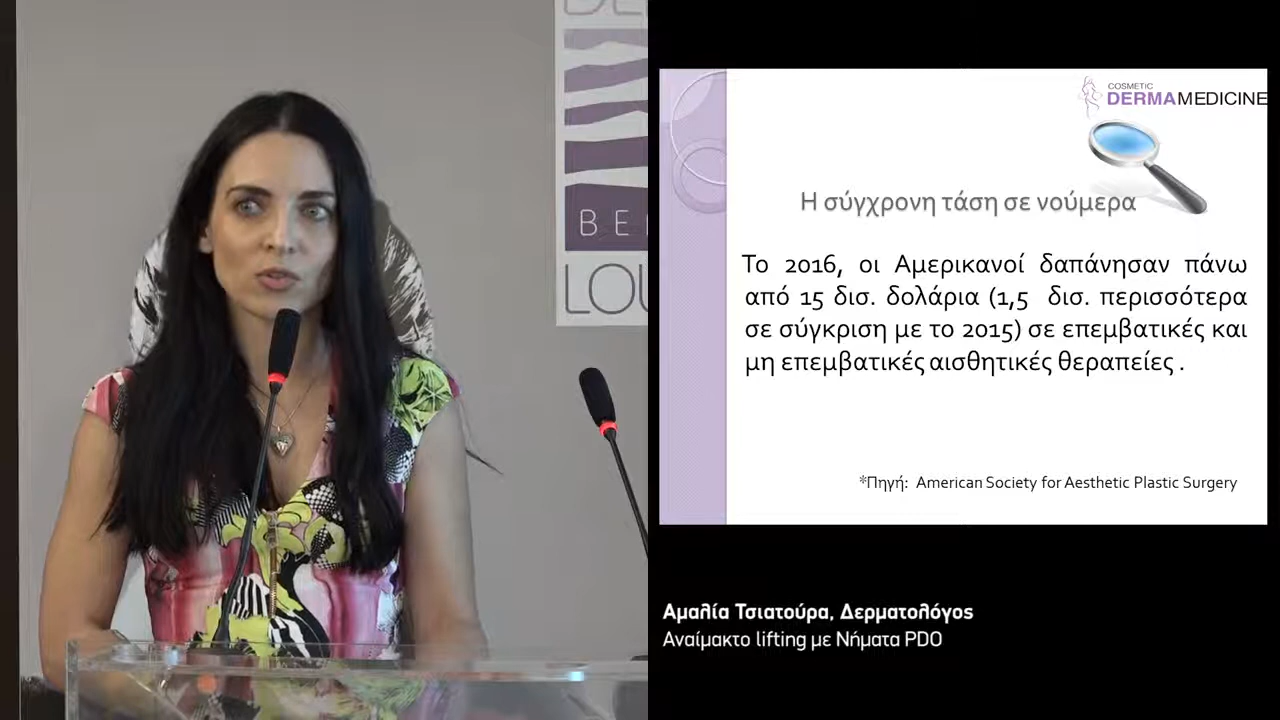 BE
LOU
COSMETIC
DERMAMEDICINE
Η σύγχρονη τάση σε νούμερα
Το 2016, οι Αμερικανοί δαπάνησαν πάνω
από 15 δισ. δολάρια (1,5 δισ. περισσότερα
σε σύγκριση με το 2015) σε επεμβατικές και
μη επεμβατικές αισθητικές θεραπείες .
*Πηγή: American Society for Aesthetic Plastic Surgery
Αμαλία Τσιατούρα, Δερματολόγος
Αναίμακτο lifting με Νήματα PDO